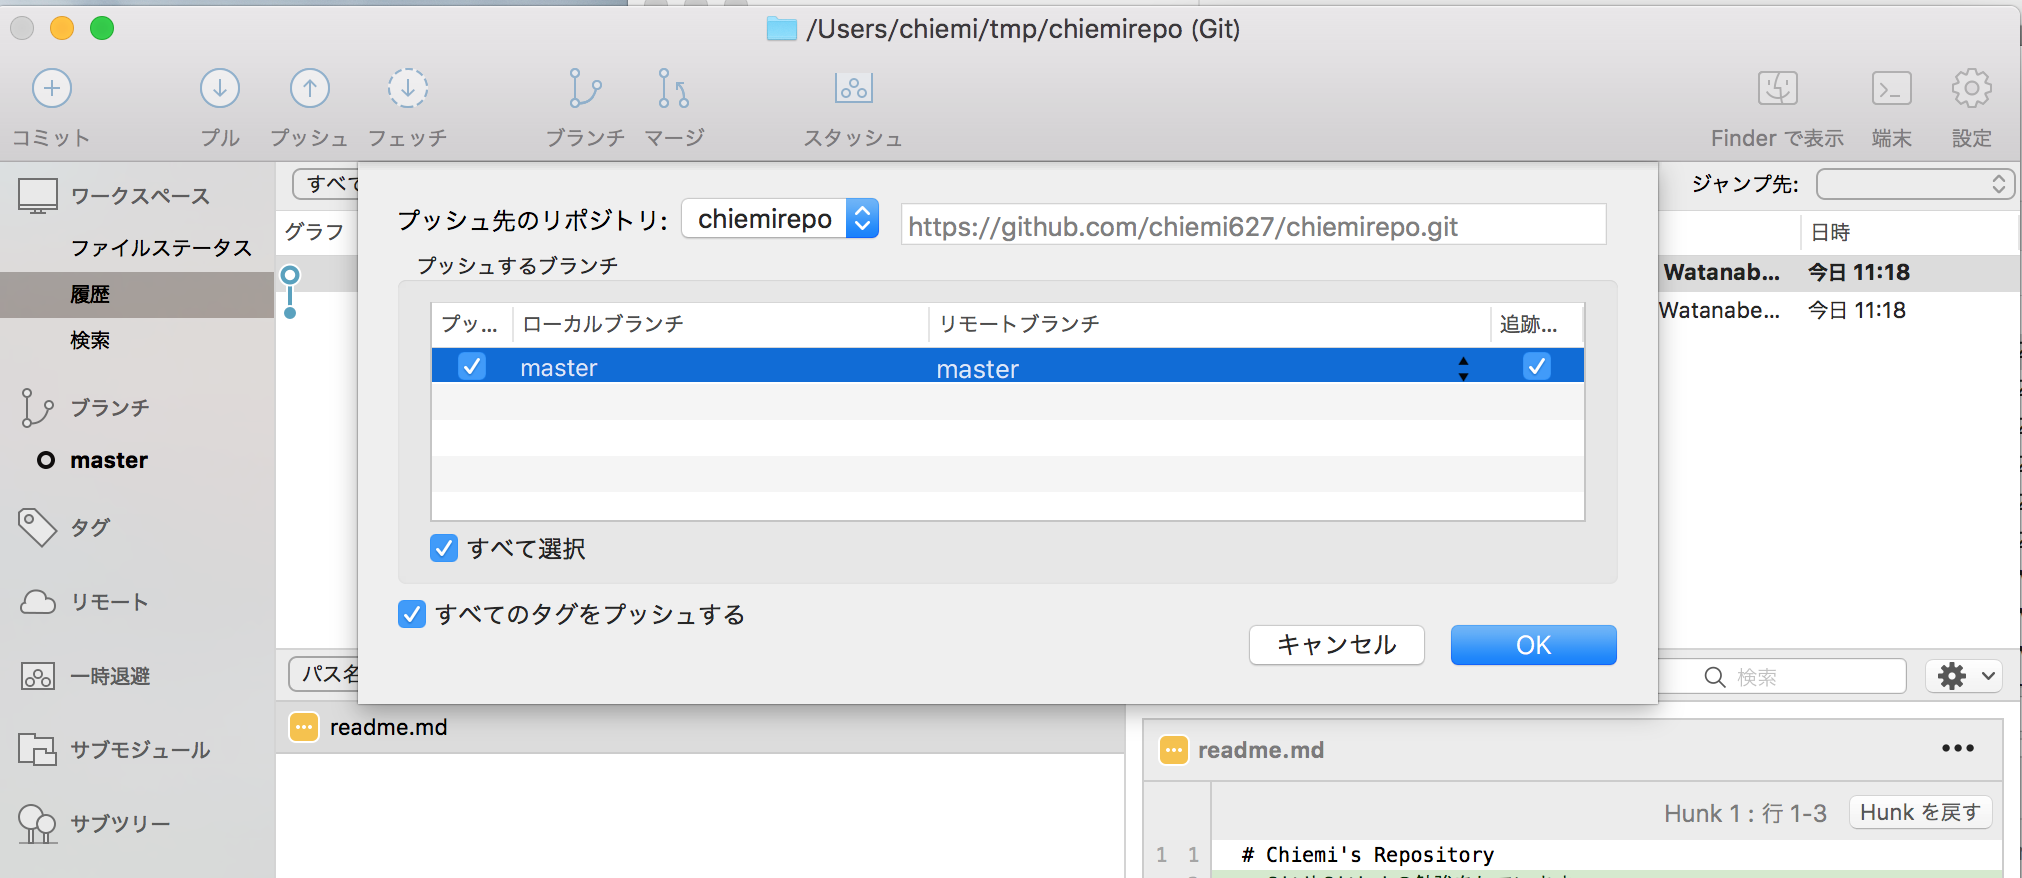 /Users/chiemi/tmp/chiemirepo (Git)
コミット プル プッシュ フェッチ ブランチ マージ スタッシュ Finder で表示 端末 設定
ワークスペース
ファイルステータス
履歴
検索
ブランチ
master
タグ
リモート
一時退避
サブモジュール
サブツリー
すべて
ジャンプ先:
グラフ
日時
Watanab... 今日 11:18
Watanabe... 今日 11:18
プッシュ先のリポジトリ: chiemirepo https://github.com/chiemi627/chiemirepo.git
プッシュするブランチ
プッ... ローカルブランチ リモートブランチ 追跡...
master master
すべて選択
すべてのタグをプッシュする
キャンセル OK
パス名
検索
readme.md
readme.md
Hunk 1 : 行 1-3 Hunk を戻す
1 1 # Chiemi's Repository